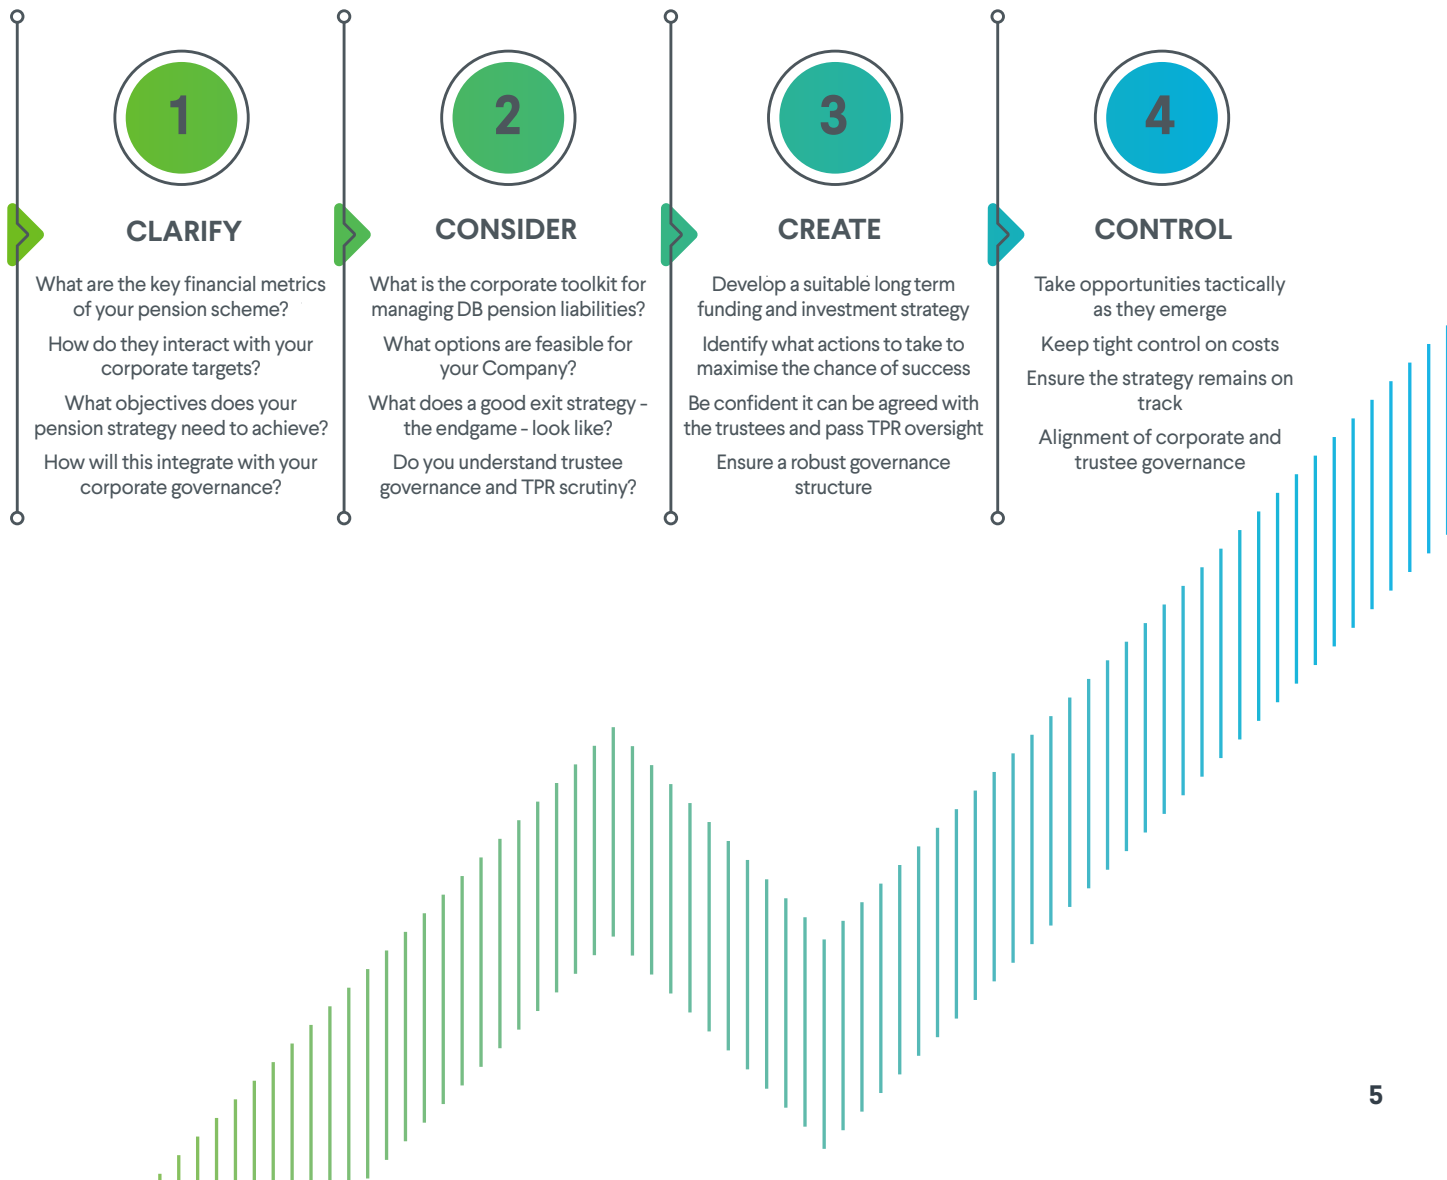 1
CLARIFY
What are the key financial metrics
of your pension scheme?
How do they interact with your
corporate targets?
What objectives does your
pension strategy need to achieve?
How will this integrate with your
corporate governance?
2
CONSIDER
What is the corporate toolkit for
managing DB pension liabilities?
What options are feasible for
your Company?
What does a good exit strategy -
the endgame - look like?
Do you understand trustee
governance and TPR scrutiny?
3
CREATE
Develop a suitable long term
funding and investment strategy
Identify what actions to take to
maximise the chance of success
Be confident it can be agreed with
the trustees and pass TPR oversight
Ensure a robust governance
structure
4
CONTROL
Take opportunities tactically
as they emerge
Keep tight control on costs
Ensure the strategy remains on
track
Alignment of corporate and
trustee governance
5